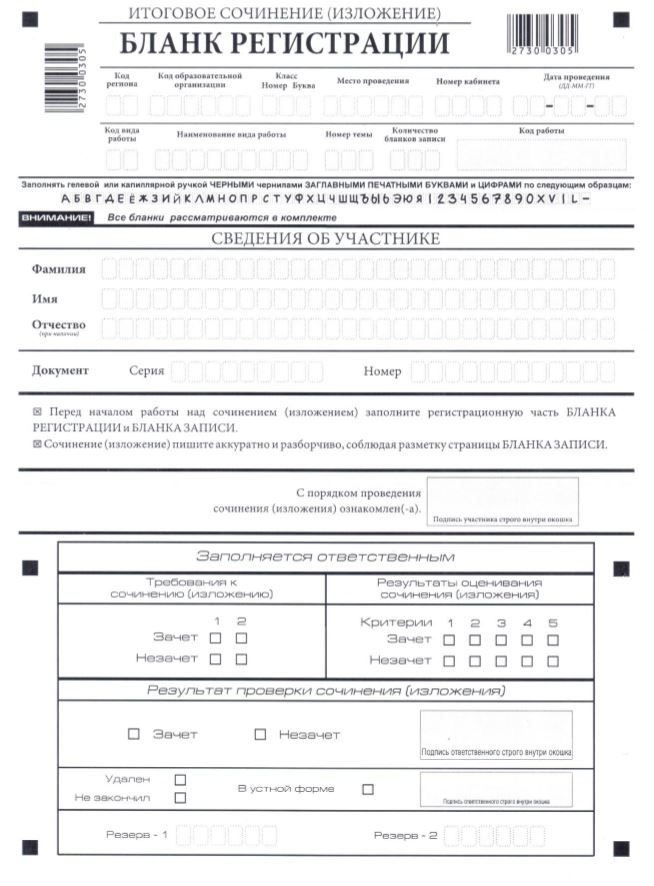 ИТОГОВОЕ СОЧИНЕНИЕ (ИЗЛОЖЕНИЕ)
БЛАНК РЕГИСТРАЦИИ
2730 0305
2730 0305
Код региона
Код образовательной организации
Класс
Номер Буква
Место проведения
Номер кабинета
Дата проведения
(ДД-ММ-ГГ)
- -
Код вида работы
Наименование вида работы
Номер темы
Количество бланков записи
Код работы
Заполнять гелевой или капиллярной ручкой ЧЕРНЫМИ чернилами ЗАГЛАВНЫМИ ПЕЧАТНЫМИ БУКВАМИ и ЦИФРАМИ по следующим образцам:
А Б В Г Д Е Ё Ж З И Й К Л М Н О П Р С Т У Ф Х Ц Ч Ш Щ Ъ Ы Ь Э Ю Я 1 2 3 4 5 6 7 8 9 0 X V I L -
ВНИМАНИЕ! Все бланки рассматриваются в комплекте
СВЕДЕНИЯ ОБ УЧАСТНИКЕ
Фамилия
Имя
Отчество
(при наличии)
Документ Серия Номер
☒ Перед началом работы над сочинением (изложением) заполните регистрационную часть БЛАНКА
РЕГИСТРАЦИИ и БЛАНКА ЗАПИСИ.
☒ Сочинение (изложение) пишите аккуратно и разборчиво, соблюдая разметку страницы БЛАНКА ЗАПИСИ.
С порядком проведения
сочинения (изложения) ознакомлен(-а).
Подпись участника строго внутри окошка
Заполняется ответственным
Требования к
сочинению (изложению)
1 2
Зачет
Незачет
Результаты оценивания
сочинения (изложения)
Критерии 1 2 3 4 5
Зачет
Незачет
Результат проверки сочинения (изложения)
Зачет Незачет
Подпись ответственного строго внутри окошка
Удален
Не закончил
В устной форме
Подпись ответственного строго внутри окошка
Резерв - 1 Резерв - 2